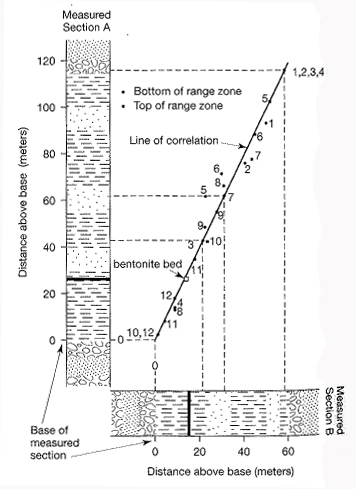 Measured
Section A
120
100
80
60
40
20
0
Distance above base (meters)
• Bottom of range zone
• Top of range zone
Line of correlation
1,2,3,4
5
1
6
7
2
6
8
5
7
9
9
3
10
bentonite bed
11
12
4
8
11
10,12
0
0
Base of
measured
section
Measured
Section B
0
20
40
60
Distance above base (meters)